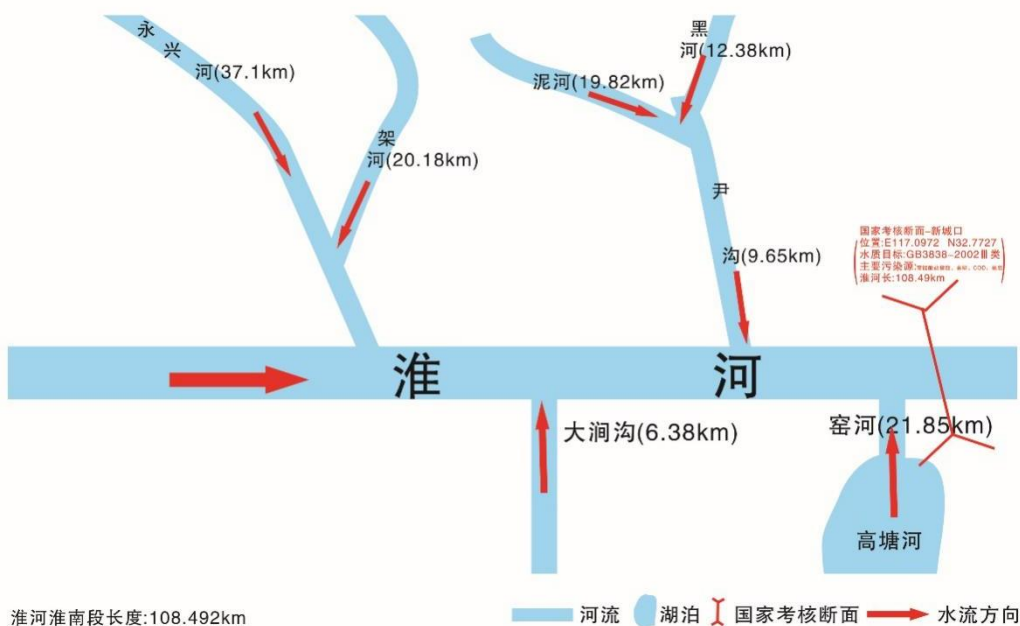 永兴
河(37.1km)
架
河(20.18km)
黑
河(12.38km)
泥河(19.82km)
尹
沟(9.65km)
国家考核断面-新城口
位置:E117.0972 N32.7727
水质目标:GB3838-2002Ⅲ类
主要污染源:
淮河长:108.49km
淮 河
大涧沟(6.38km)
窑河(21.85km)
高塘河
淮河淮南段长度:108.492km
河流 湖泊 国家考核断面 水流方向